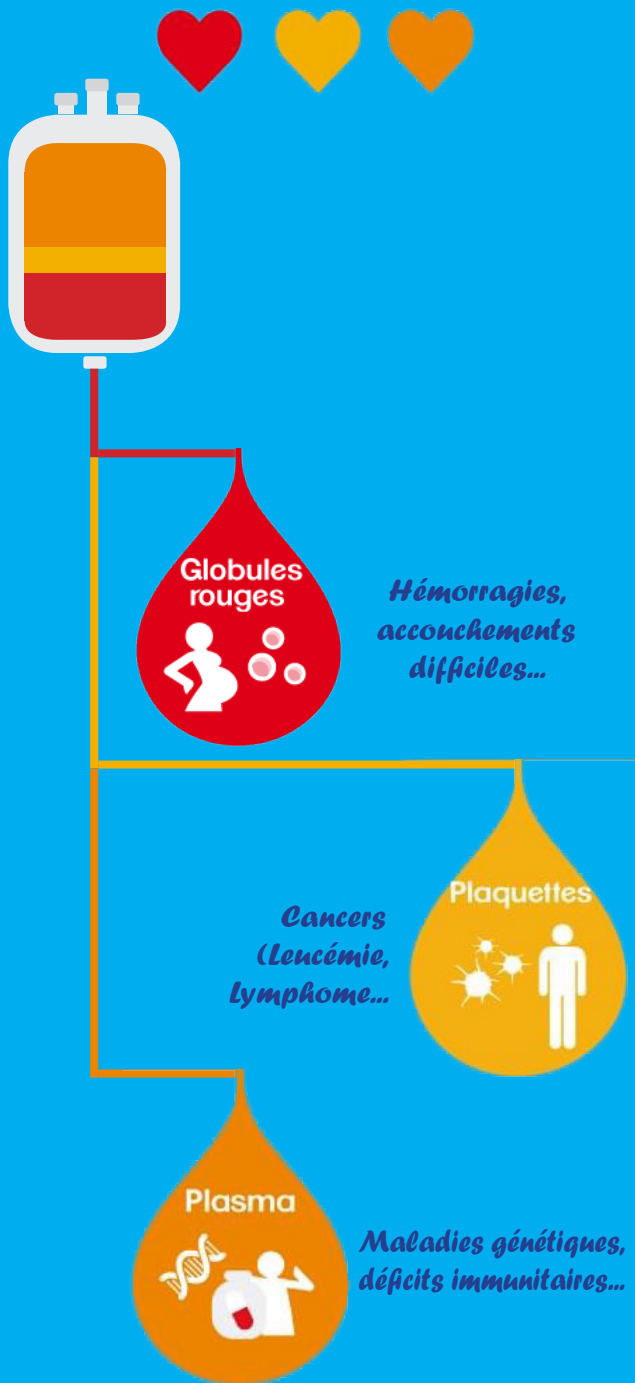 Globules
rouges
Hémorragies,
accouchements
difficiles...
Plaquettes
Cancers
(Leucémie,
Lymphome...
Plasma
Maladies génétiques,
déficits immunitaires...